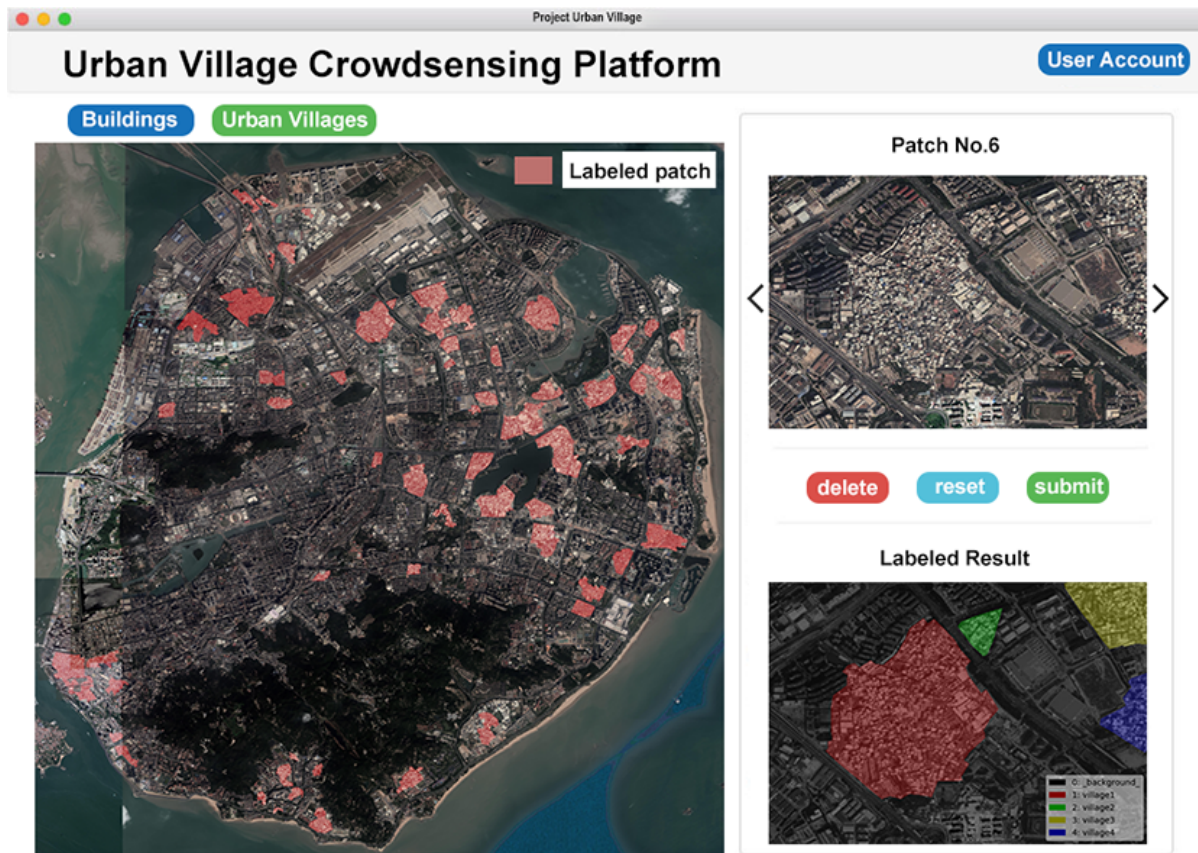 Project Urban Village
Urban Village Crowdsensing Platform
User Account
Buildings
Urban Villages
Labeled patch
Patch No.6
delete
reset
submit
Labeled Result
0: _background_
1: village1
2: village2
3: village3
4: village4